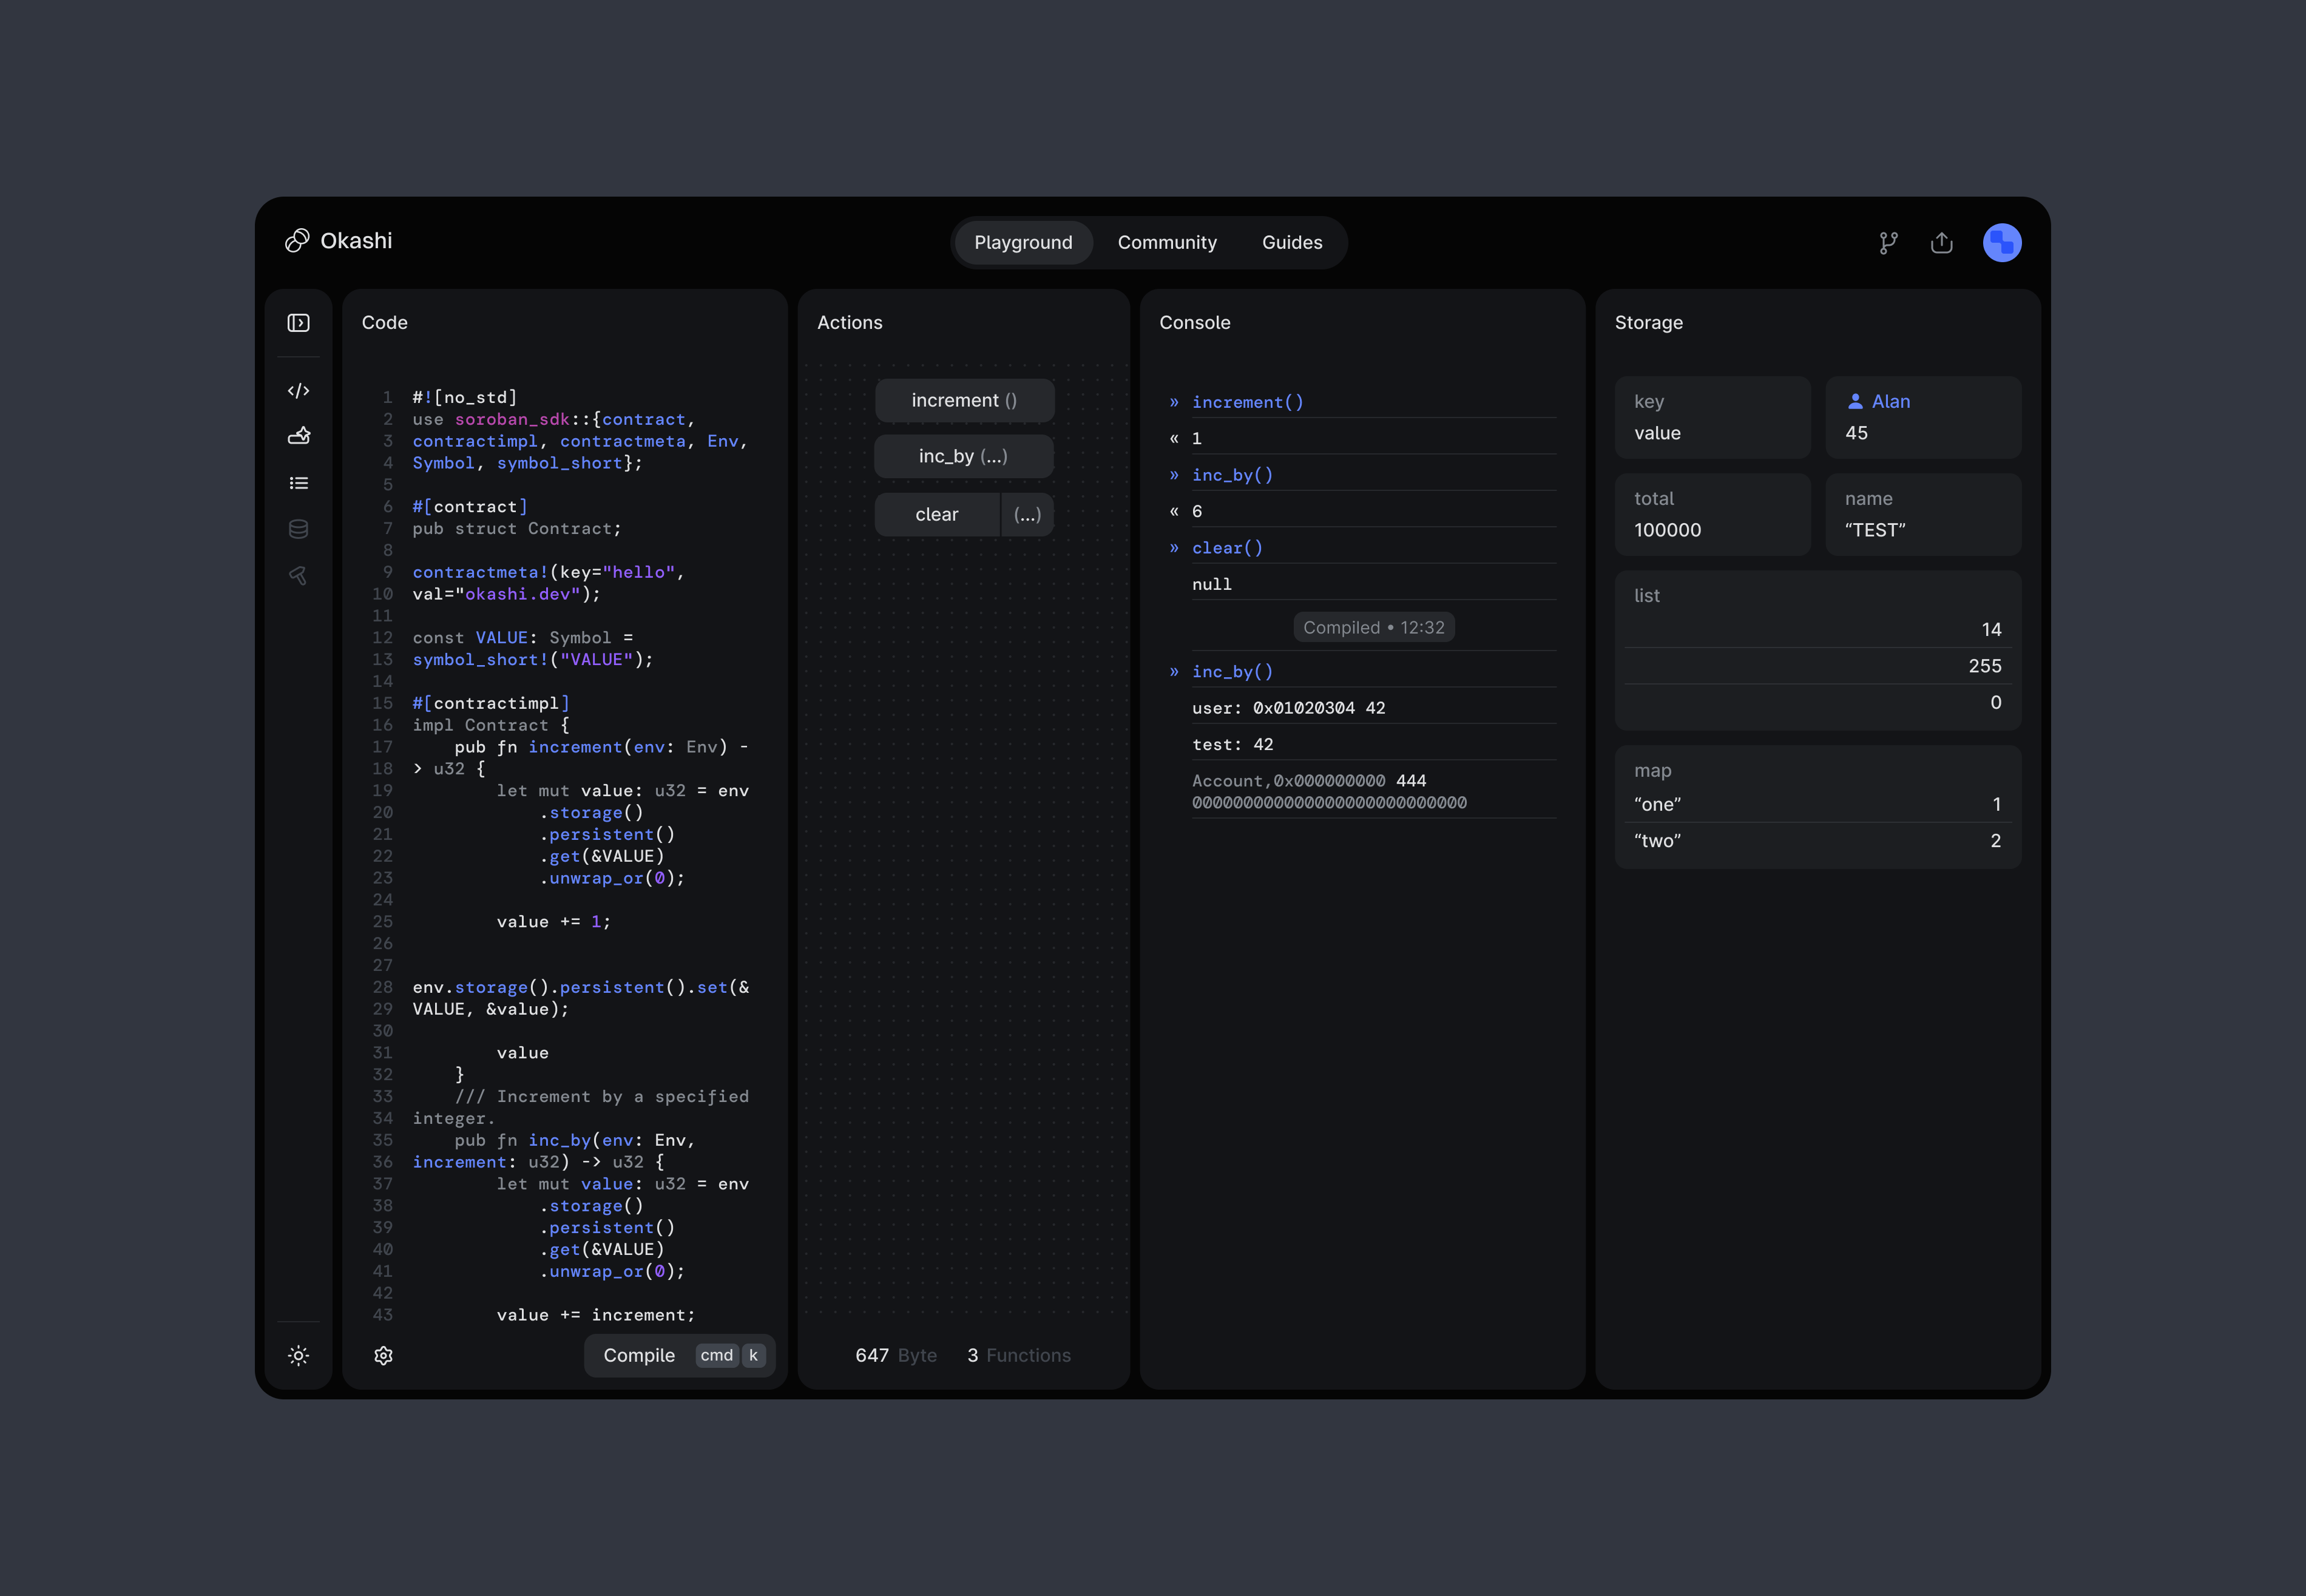 Okashi
Playground
Community
Guides
Code
1 #![no_std]
2 use soroban_sdk::{contract,
3 contractimpl, contractmeta, Env,
4 Symbol, symbol_short};
5
6 #[contract]
7 pub struct Contract;
8
9 contractmeta!(key="hello",
10 val="okashi.dev");
11
12 const VALUE: Symbol =
13 symbol_short!("VALUE");
14
15 #[contractimpl]
16 impl Contract {
17     pub fn increment(env: Env) -
18 > u32 {
19         let mut value: u32 = env
20             .storage()
21             .persistent()
22             .get(&VALUE)
23             .unwrap_or(0);
24
25         value += 1;
26
27
28 env.storage().persistent().set(&
29 VALUE, &value);
30
31         value
32     }
33     /// Increment by a specified
34 integer.
35     pub fn inc_by(env: Env,
36 increment: u32) -> u32 {
37         let mut value: u32 = env
38             .storage()
39             .persistent()
40             .get(&VALUE)
41             .unwrap_or(0);
42
43         value += increment;
Compile cmd k
Actions
increment ()
inc_by (...)
clear (...)
647 Byte 3 Functions
Console
» increment()
« 1
» inc_by()
« 6
» clear()
null
Compiled • 12:32
» inc_by()
user: 0x01020304 42
test: 42
Account,0x000000000 444
00000000000000000000000000
Storage
key
value
Alan
45
total
100000
name
“TEST”
list
14
255
0
map
“one” 1
“two” 2